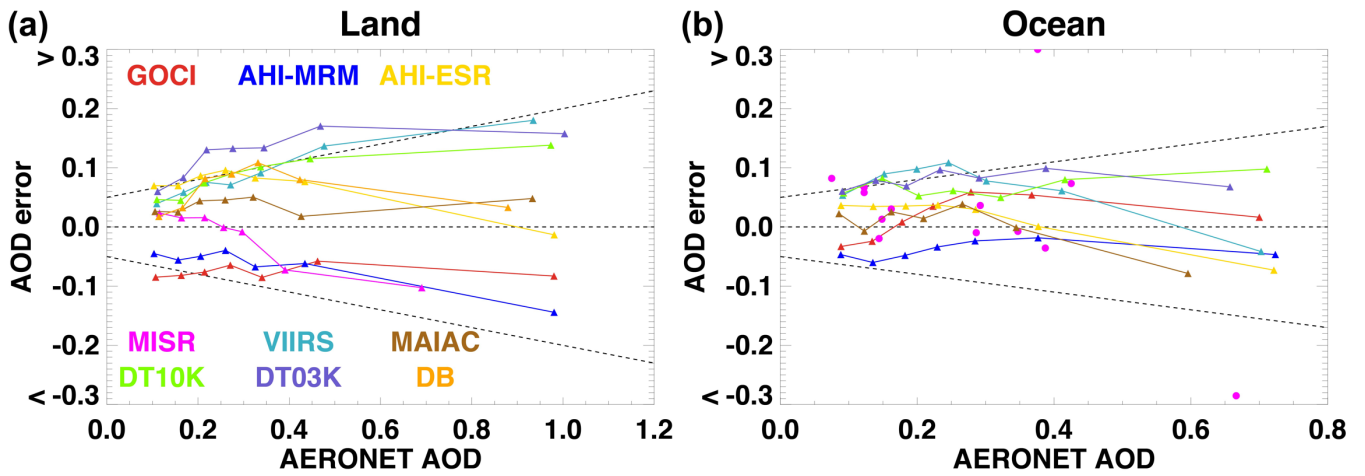 (a) Land
> 0.3
0.2
0.1
0.0
-0.1
-0.2
< -0.3
AOD error
GOCI AHI-MRM AHI-ESR
MISR VIIRS MAIAC
DT10K DT03K DB
0.0 0.2 0.4 0.6 0.8 1.0 1.2
AERONET AOD
(b) Ocean
> 0.3
0.2
0.1
0.0
-0.1
-0.2
< -0.3
AOD error
0.0 0.2 0.4 0.6 0.8
AERONET AOD